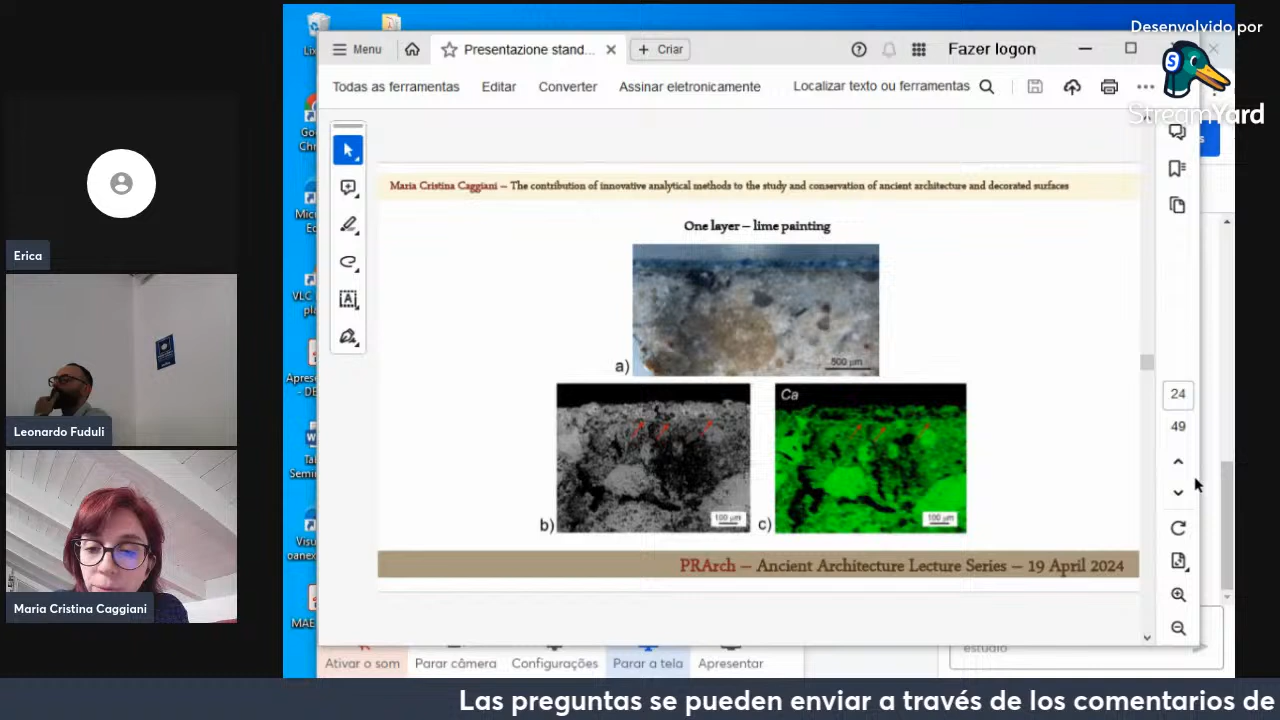 Desenvolvido por
StreamYard
Menu
Presentazione stand...
Criar
Fazer logon
Todas as ferramentas
Editar
Converter
Assinar eletronicamente
Localizar texto ou ferramentas
Maria Cristina Caggiani – The contribution of innovative analytical methods to the study and conservation of ancient architecture and decorated surfaces
One layer – lime painting
500 µm
a)
Ca
100 µm
b)
100 µm
c)
PRArch – Ancient Architecture Lecture Series – 19 April 2024
24
49
Erica
Leonardo Fuduli
Maria Cristina Caggiani
Ativar o som
Parar câmera
Configurações
Parar a tela
Apresentar
estúdio
Las preguntas se pueden enviar a través de los comentarios de